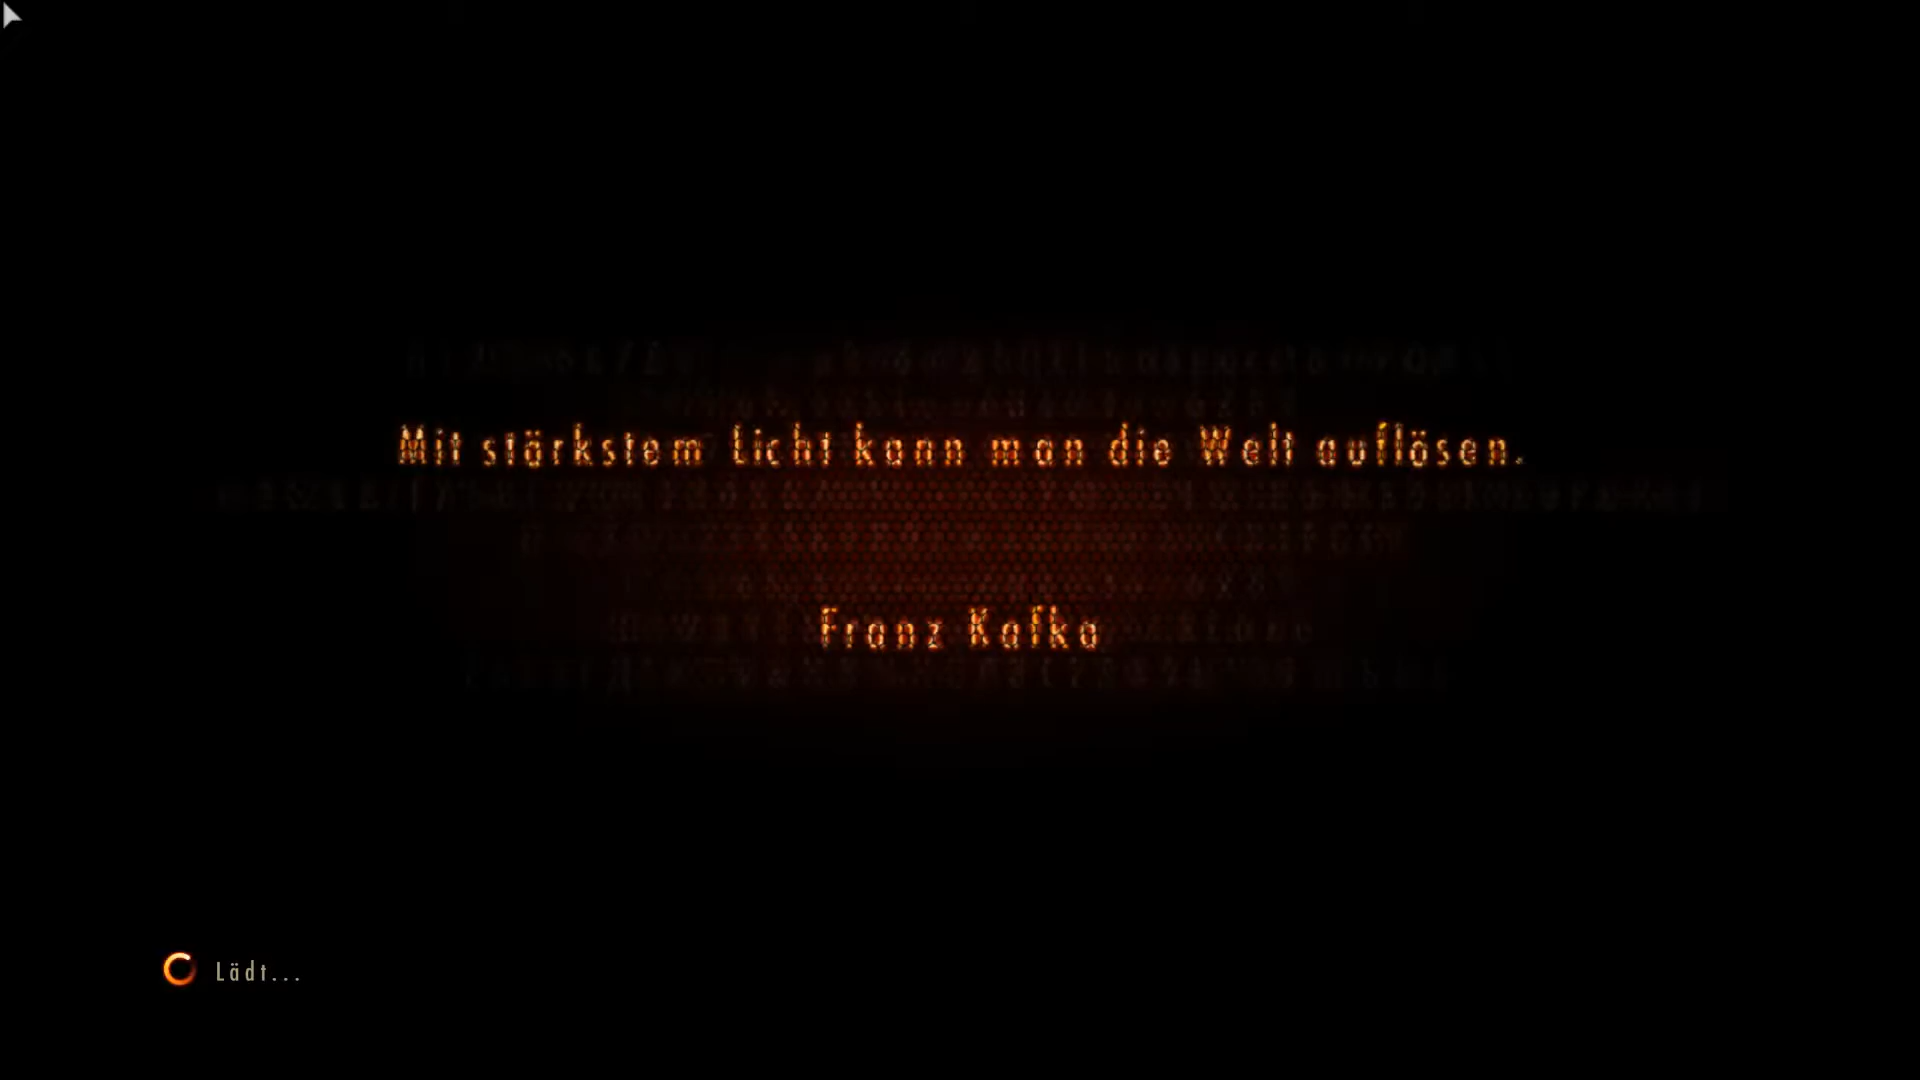 Mit stärkstem Licht kann man die Welt auflösen.
Franz Kafka
Lädt...